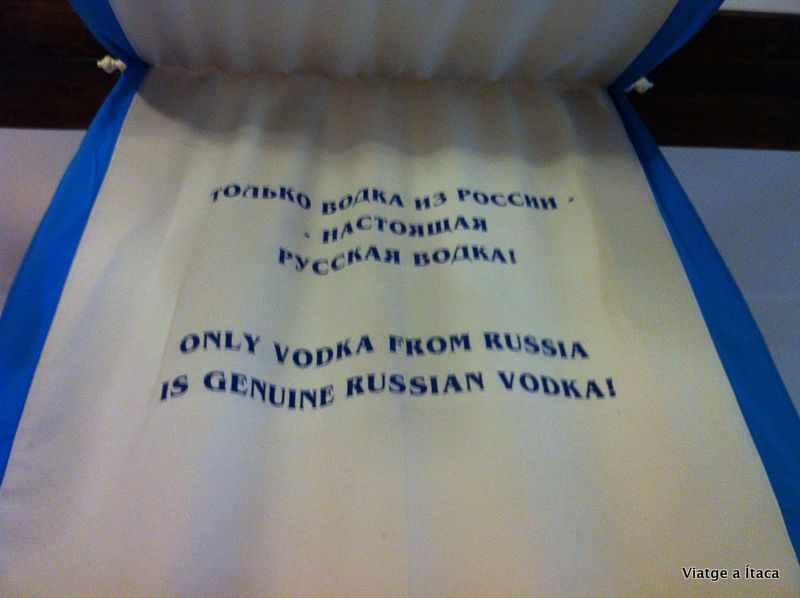 ТОЛЬКО ВОДКА ИЗ РОССИИ -
- НАСТОЯЩАЯ
РУССКАЯ ВОДКА!
ONLY VODKA FROM RUSSIA
IS GENUINE RUSSIAN VODKA!
Viatge a Ítaca